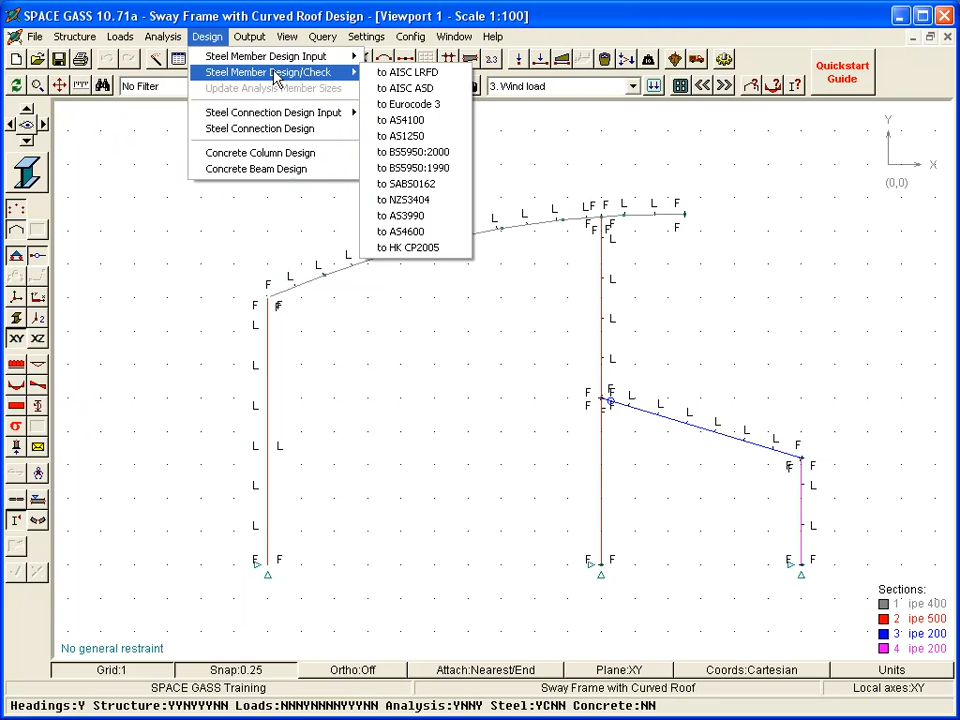 SPACE GASS 10.71a - Sway Frame with Curved Roof Design - [Viewport 1 - Scale 1:100]
File Structure Loads Analysis Design Output View Query Settings Config Window Help
Steel Member Design Input
Steel Member Design/Check
Update Analysis Member Sizes
Steel Connection Design Input
Steel Connection Design
Concrete Column Design
Concrete Beam Design
to AISC LRFD
to AISC ASD
to Eurocode 3
to AS4100
to AS1250
to BS5950:2000
to BS5950:1990
to SABS0162
to NZS3404
to AS3990
to AS4600
to HK CP2005
2.3
No Filter
3. Wind load
Quickstart
Guide
Y
X
(0,0)
XY XZ
L L L LF F L L F
F F F F F
L
L L L
F
F F F
L L
L L
L L
F F L
F F L
L
L
L
L
F
F F
L L L
L L L
F F F F F F
Sections:
1 ipe 400
2 ipe 500
3 ipe 200
4 ipe 200
No general restraint
Grid:1 Snap:0.25 Ortho:Off Attach:Nearest/End Plane:XY Coords:Cartesian Units
SPACE GASS Training Sway Frame with Curved Roof Local axes:XY
Headings:Y Structure:YYNYYYNN Loads:NNNYNNNNYYNN Analysis:YNNY Steel:YCNN Concrete:NN